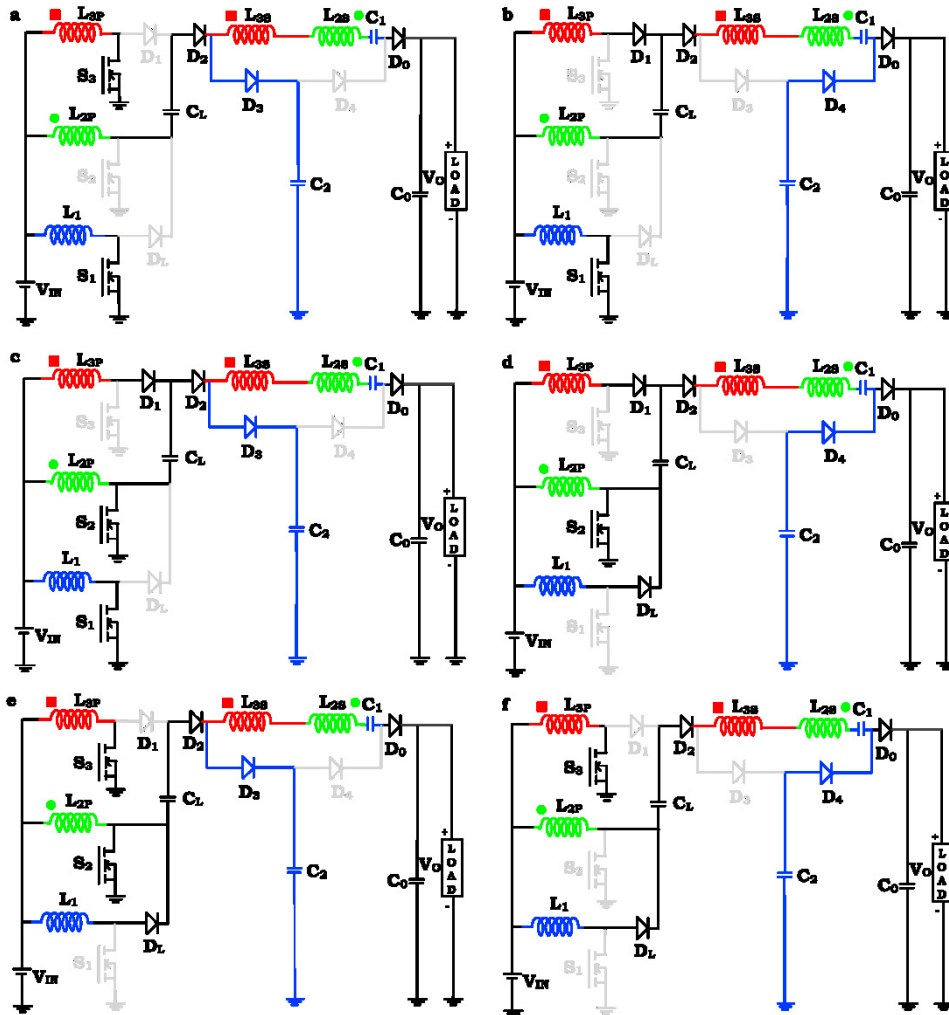 a
L3P L3S L2S C1
D1 D2 D0
S3 D3 D4
L2P CL
S2 C2 C0 VO + LOAD -
L1
S1 DL
VIN
b
L3P L3S L2S C1
D1 D2 D0
S3 D3 D4
L2P CL
S2 C2 C0 VO + LOAD -
L1
S1 DL
VIN
c
L3P L3S L2S C1
D1 D2 D0
S3 D3 D4
L2P CL
S2 C2 C0 VO + LOAD -
L1
S1 DL
VIN
d
L3P L3S L2S C1
D1 D2 D0
S3 D3 D4
L2P CL
S2 C2 C0 VO + LOAD -
L1
S1 DL
VIN
e
L3P L3S L2S C1
D1 D2 D0
S3 D3 D4
L2P CL
S2 C2 C0 VO + LOAD -
L1
S1 DL
VIN
f
L3P L3S L2S C1
D1 D2 D0
S3 D3 D4
L2P CL
S2 C2 C0 VO + LOAD -
L1
S1 DL
VIN